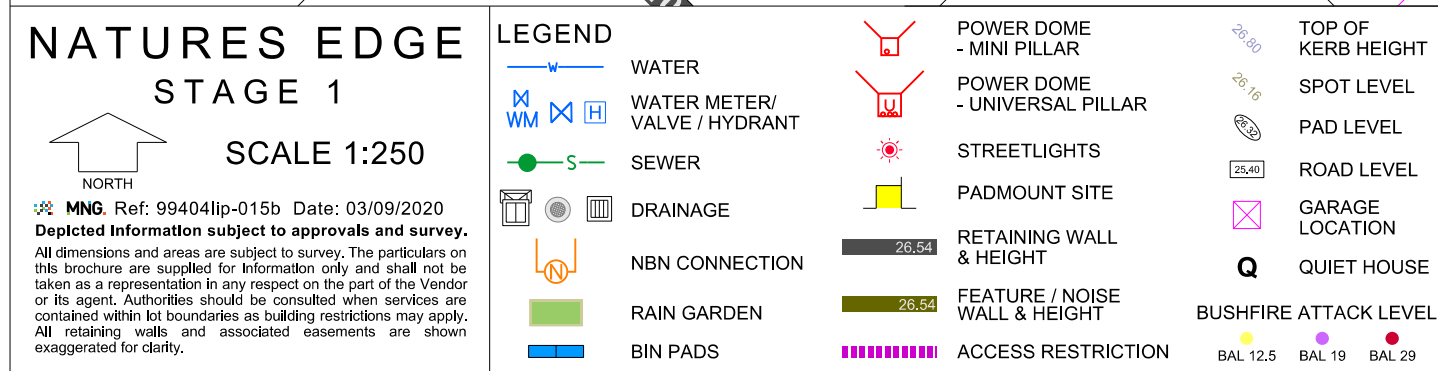 NATURES EDGE
STAGE 1
NORTH
SCALE 1:250
MNG. Ref: 99404lip-015b Date: 03/09/2020
Depicted Information subject to approvals and survey.
All dimensions and areas are subject to survey. The particulars on
this brochure are supplied for Information only and shall not be
taken as a representation in any respect on the part of the Vendor
or its agent. Authorities should be consulted when services are
contained within lot boundaries as building restrictions may apply.
All retaining walls and associated easements are shown
exaggerated for clarity.
LEGEND
W
WATER
WM
H
WATER METER/
VALVE / HYDRANT
S
SEWER
DRAINAGE
N
NBN CONNECTION
RAIN GARDEN
BIN PADS
POWER DOME
- MINI PILLAR
U
POWER DOME
- UNIVERSAL PILLAR
STREETLIGHTS
PADMOUNT SITE
26.54
RETAINING WALL
& HEIGHT
26.54
FEATURE / NOISE
WALL & HEIGHT
ACCESS RESTRICTION
26.80
TOP OF
KERB HEIGHT
26.16
SPOT LEVEL
26.32
PAD LEVEL
25.40
ROAD LEVEL
GARAGE
LOCATION
Q
QUIET HOUSE
BUSHFIRE ATTACK LEVEL
BAL 12.5 BAL 19 BAL 29